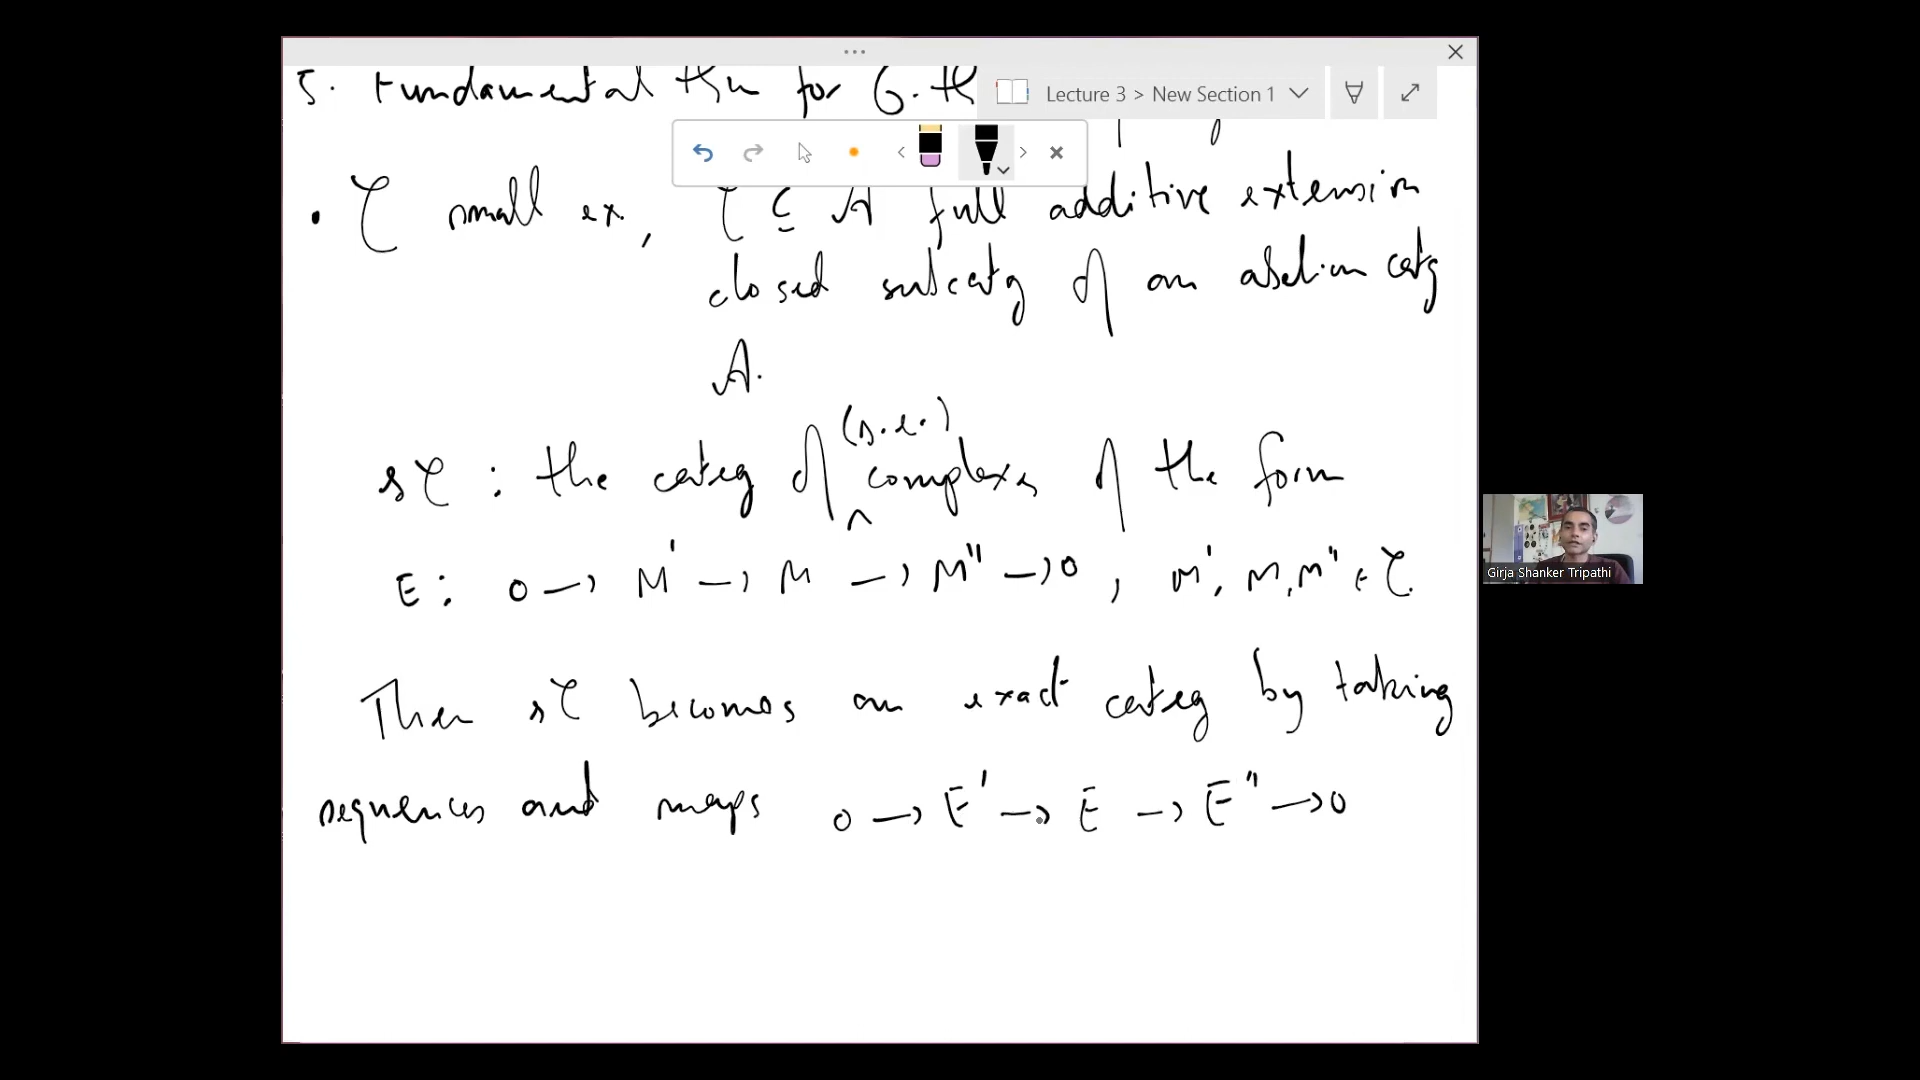 5. Fundamental thm for G-th
Lecture 3 > New Section 1
• 𝒞 small ex, 𝒞 ⊆ 𝒜 full additive extension
closed subcatg of an abelian catg
𝒜.
(s.e.)
s𝒞 : the categ of ^ complexes of the form
E: 0 → M' → M → M'' → 0, M', M, M'' ∈ 𝒞.
Then s𝒞 becomes an exact categ by taking
sequences and maps 0 → E' → E → E'' → 0
Girja Shanker Tripathi